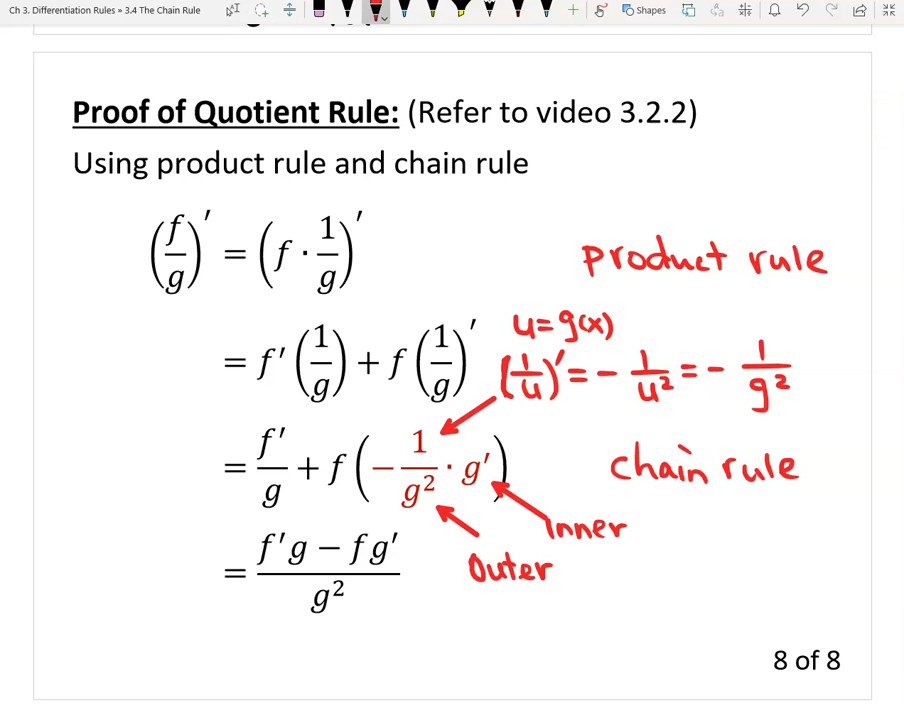 Ch 3. Differentiation Rules » 3.4 The Chain Rule
Shapes
Proof of Quotient Rule: (Refer to video 3.2.2)
Using product rule and chain rule
(f/g)′ = (f · 1/g)′
product rule
u = g(x)
= f′(1/g) + f(1/g)′
(1/u)′ = - 1/u² = - 1/g²
= f′/g + f(−1/g² · g′)
chain rule
Inner
Outer
= (f′g − fg′)/g²
8 of 8